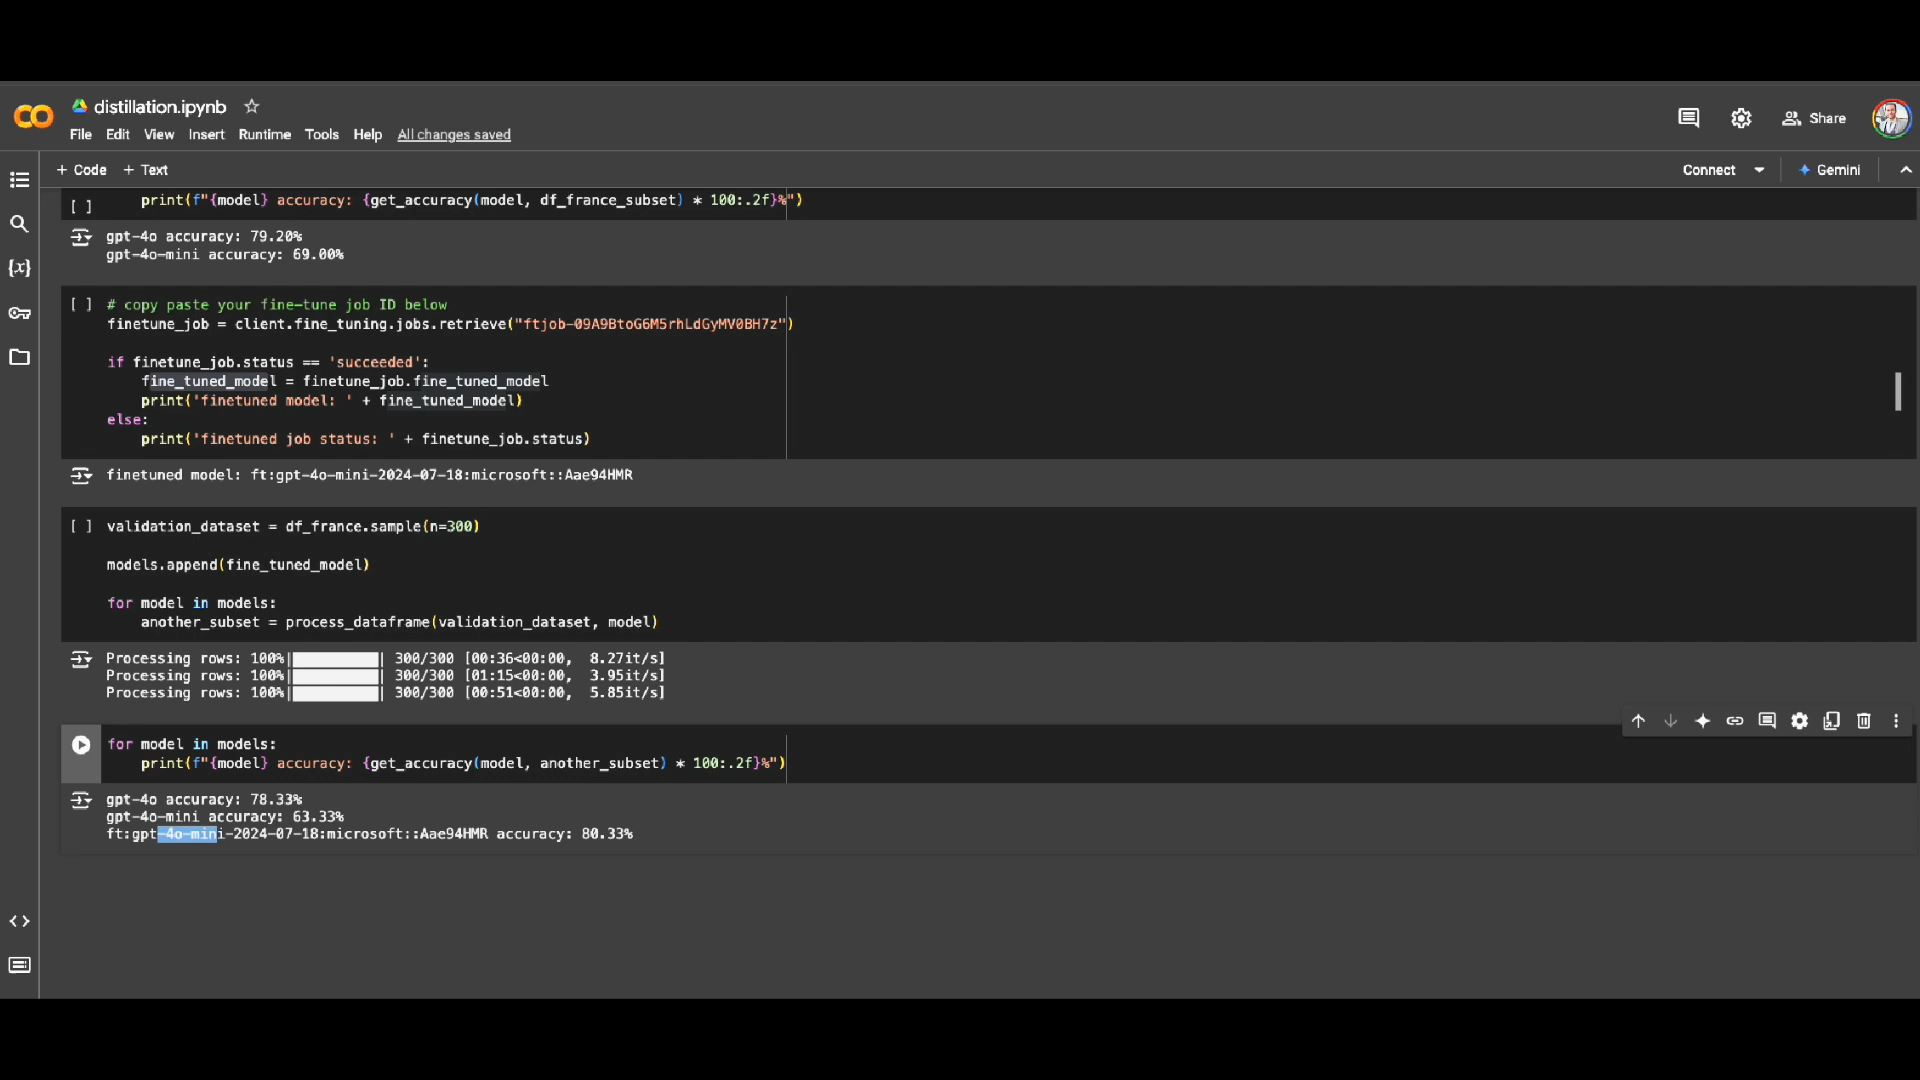 distillation.ipynb
File Edit View Insert Runtime Tools Help All changes saved
Share
+ Code + Text
Connect
Gemini
{x}
[ ] print(f"{model} accuracy: {get_accuracy(model, df_france_subset) * 100:.2f}%")
gpt-4o accuracy: 79.20%
gpt-4o-mini accuracy: 69.00%
[ ] # copy paste your fine-tune job ID below
finetune_job = client.fine_tuning.jobs.retrieve("ftjob-09A9BtoG6M5rhLdGyMV0BH7z")
if finetune_job.status == 'succeeded':
fine_tuned_model = finetune_job.fine_tuned_model
print('finetuned model: ' + fine_tuned_model)
else:
print('finetuned job status: ' + finetune_job.status)
finetuned model: ft:gpt-4o-mini-2024-07-18:microsoft::Aae94HMR
[ ] validation_dataset = df_france.sample(n=300)
models.append(fine_tuned_model)
for model in models:
another_subset = process_dataframe(validation_dataset, model)
Processing rows: 100%| | 300/300 [00:36<00:00, 8.27it/s]
Processing rows: 100%| | 300/300 [01:15<00:00, 3.95it/s]
Processing rows: 100%| | 300/300 [00:51<00:00, 5.85it/s]
for model in models:
print(f"{model} accuracy: {get_accuracy(model, another_subset) * 100:.2f}%")
gpt-4o accuracy: 78.33%
gpt-4o-mini accuracy: 63.33%
ft:gpt-4o-mini-2024-07-18:microsoft::Aae94HMR accuracy: 80.33%